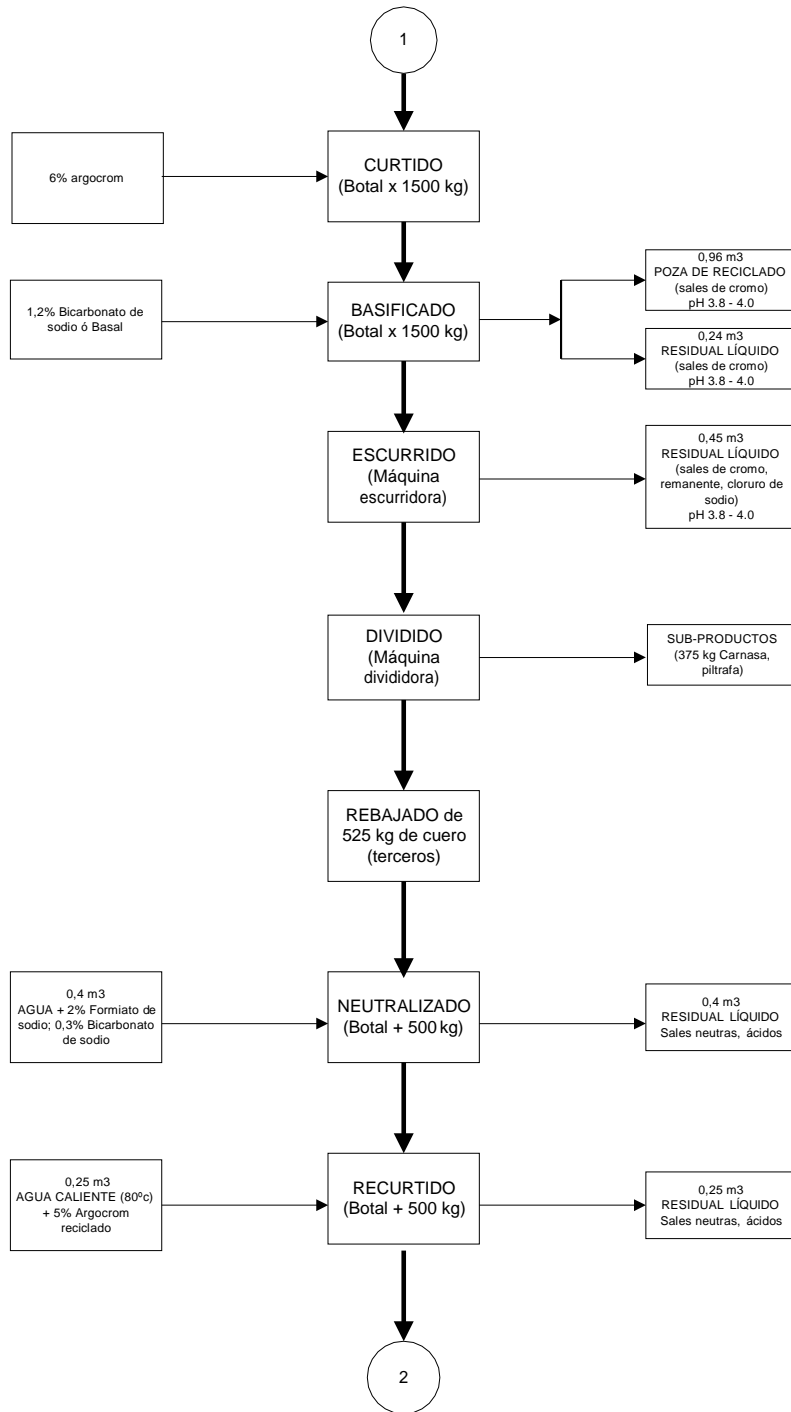 1
6% argocrom
CURTIDO
(Botal x 1500 kg)
1,2% Bicarbonato de
sodio ó Basal
BASIFICADO
(Botal x 1500 kg)
0,96 m3
POZA DE RECICLADO
(sales de cromo)
pH 3.8 - 4.0
0,24 m3
RESIDUAL LÍQUIDO
(sales de cromo)
pH 3.8 - 4.0
ESCURRIDO
(Máquina
escurridora)
0,45 m3
RESIDUAL LÍQUIDO
(sales de cromo,
remanente, cloruro de
sodio)
pH 3.8 - 4.0
DIVIDIDO
(Máquina
divididora)
SUB-PRODUCTOS
(375 kg Carnasa,
piltrafa)
REBAJADO de
525 kg de cuero
(terceros)
0,4 m3
AGUA + 2% Formiato de
sodio; 0,3% Bicarbonato
de sodio
NEUTRALIZADO
(Botal + 500 kg)
0,4 m3
RESIDUAL LÍQUIDO
Sales neutras, ácidos
0,25 m3
AGUA CALIENTE (80ºc)
+ 5% Argocrom
reciclado
RECURTIDO
(Botal + 500 kg)
0,25 m3
RESIDUAL LÍQUIDO
Sales neutras, ácidos
2